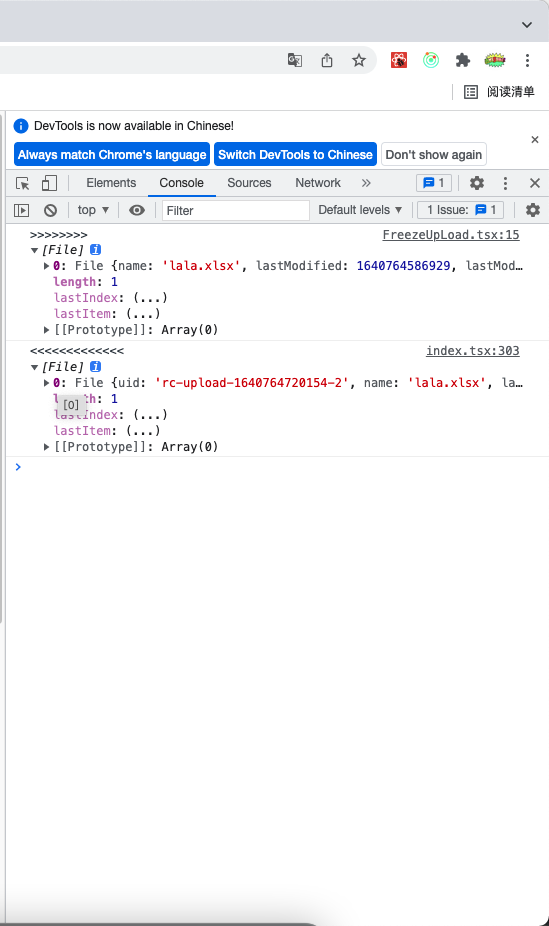 阅读清单
DevTools is now available in Chinese!
Always match Chrome's language Switch DevTools to Chinese Don't show again
Elements Console Sources Network » 1
top ▼ Filter Default levels ▼ 1 Issue: 1
>>>>>>>> FreezeUpLoad.tsx:15
▼[File] i
▶0: File {name: 'lala.xlsx', lastModified: 1640764586929, lastMod…
length: 1
lastIndex: (...)
lastItem: (...)
▶[[Prototype]]: Array(0)
<<<<<<<<<<<<< index.tsx:303
▼[File] i
▶0: File {uid: 'rc-upload-1640764720154-2', name: 'lala.xlsx', la…
length: 1
[0]
lastIndex: (...)
lastItem: (...)
▶[[Prototype]]: Array(0)
>